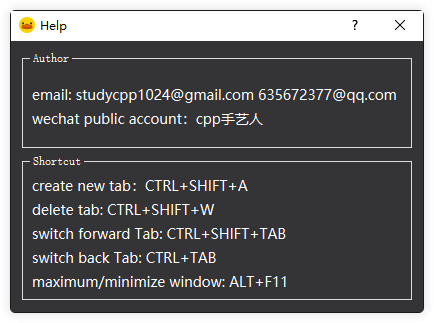 Help
?
Author
email: studycpp1024@gmail.com 635672377@qq.com
wechat public account：cpp手艺人
Shortcut
create new tab：CTRL+SHIFT+A
delete tab: CTRL+SHIFT+W
switch forward Tab: CTRL+SHIFT+TAB
switch back Tab: CTRL+TAB
maximum/minimize window: ALT+F11